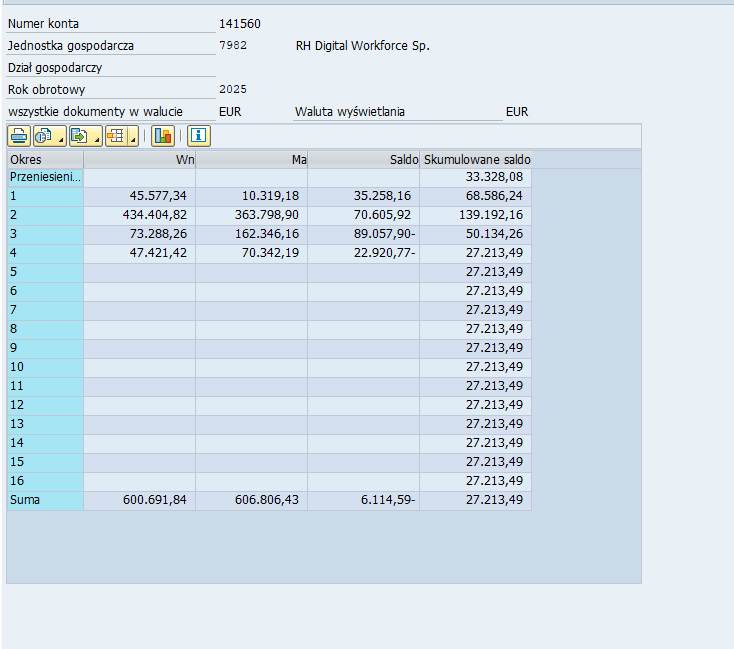 Numer konta 141560
Jednostka gospodarcza 7982 RH Digital Workforce Sp.
Dział gospodarczy
Rok obrotowy 2025
wszystkie dokumenty w walucie EUR Waluta wyświetlania EUR
Okres Wn Ma Saldo Skumulowane saldo
Przeniesieni... 33.328,08
1 45.577,34 10.319,18 35.258,16 68.586,24
2 434.404,82 363.798,90 70.605,92 139.192,16
3 73.288,26 162.346,16 89.057,90- 50.134,26
4 47.421,42 70.342,19 22.920,77- 27.213,49
5 27.213,49
6 27.213,49
7 27.213,49
8 27.213,49
9 27.213,49
10 27.213,49
11 27.213,49
12 27.213,49
13 27.213,49
14 27.213,49
15 27.213,49
16 27.213,49
Suma 600.691,84 606.806,43 6.114,59- 27.213,49